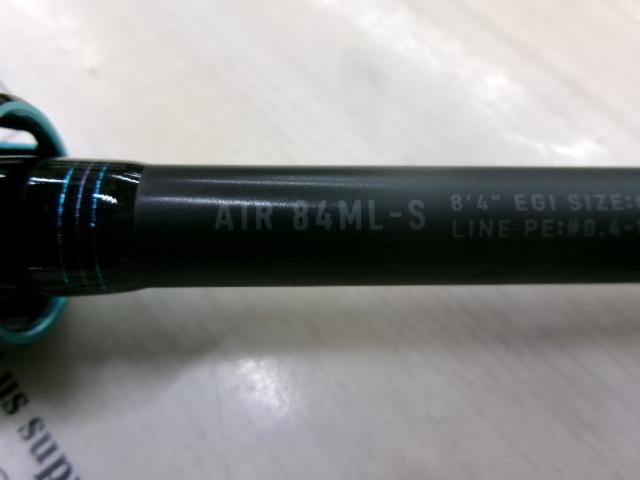 AIR 84ML-S
8'4" EGI SIZE:
LINE PE:#0.4-